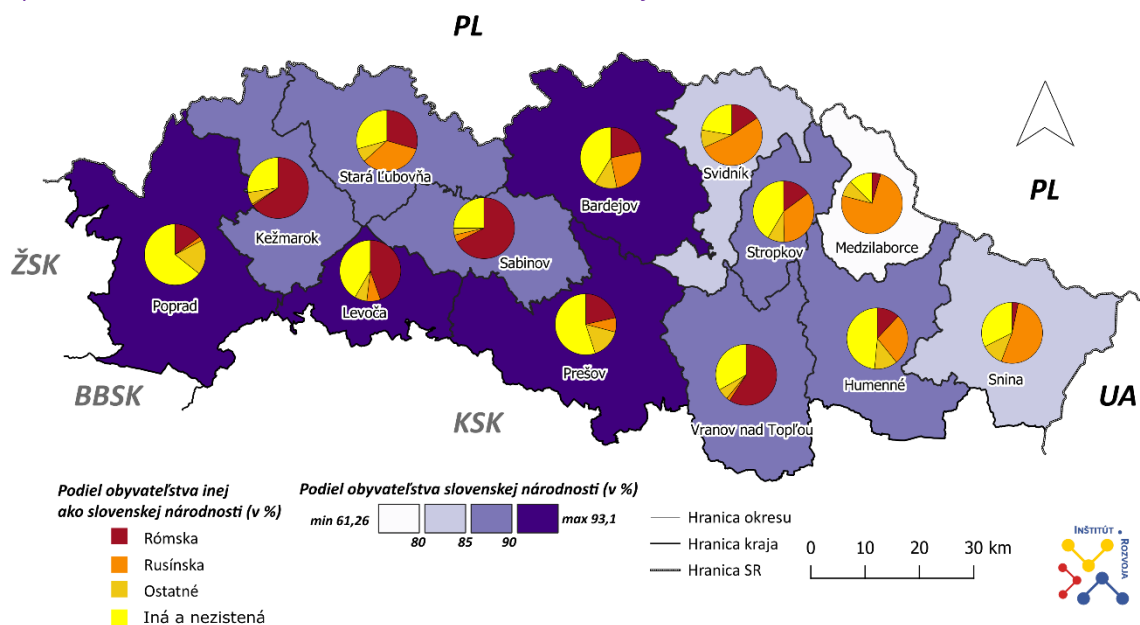 PL
PL
Svidník
Stará Ľubovňa
Bardejov
Kežmarok
Stropkov
Medzilaborce
Sabinov
ŽSK
Poprad
Levoča
Prešov
Humenné
Snina
BBSK
KSK
UA
Vranov nad Topľou
Podiel obyvateľstva inej
ako slovenskej národnosti (v %)
Rómska
Rusínska
Ostatné
Iná a nezistená
Podiel obyvateľstva slovenskej národnosti (v %)
min 61,26
max 93,1
80
85
90
Hranica okresu
Hranica kraja
Hranica SR
0 10 20 30 km
INŠTITÚT
ROZVOJA